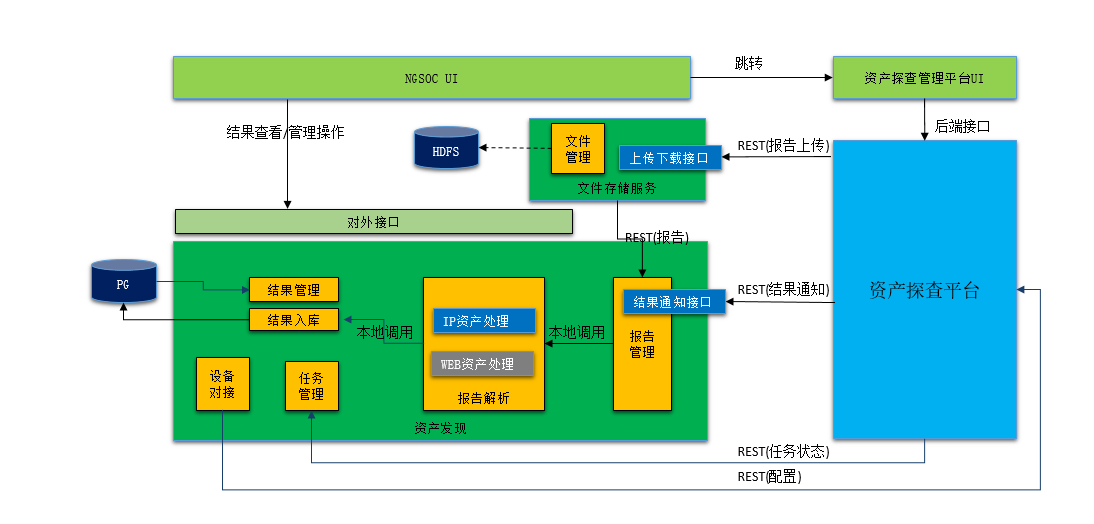 NGSOC UI
跳转
资产探查管理平台UI
结果查看/管理操作
后端接口
HDFS
文件
管理
上传下载接口
REST(报告上传)
文件存储服务
对外接口
REST(报告)
PG
结果管理
结果入库
本地调用
IP资产处理
WEB资产处理
报告解析
本地调用
结果通知接口
报告
管理
REST(结果通知)
资产探查平台
设备
对接
任务
管理
资产发现
REST(任务状态)
REST(配置)